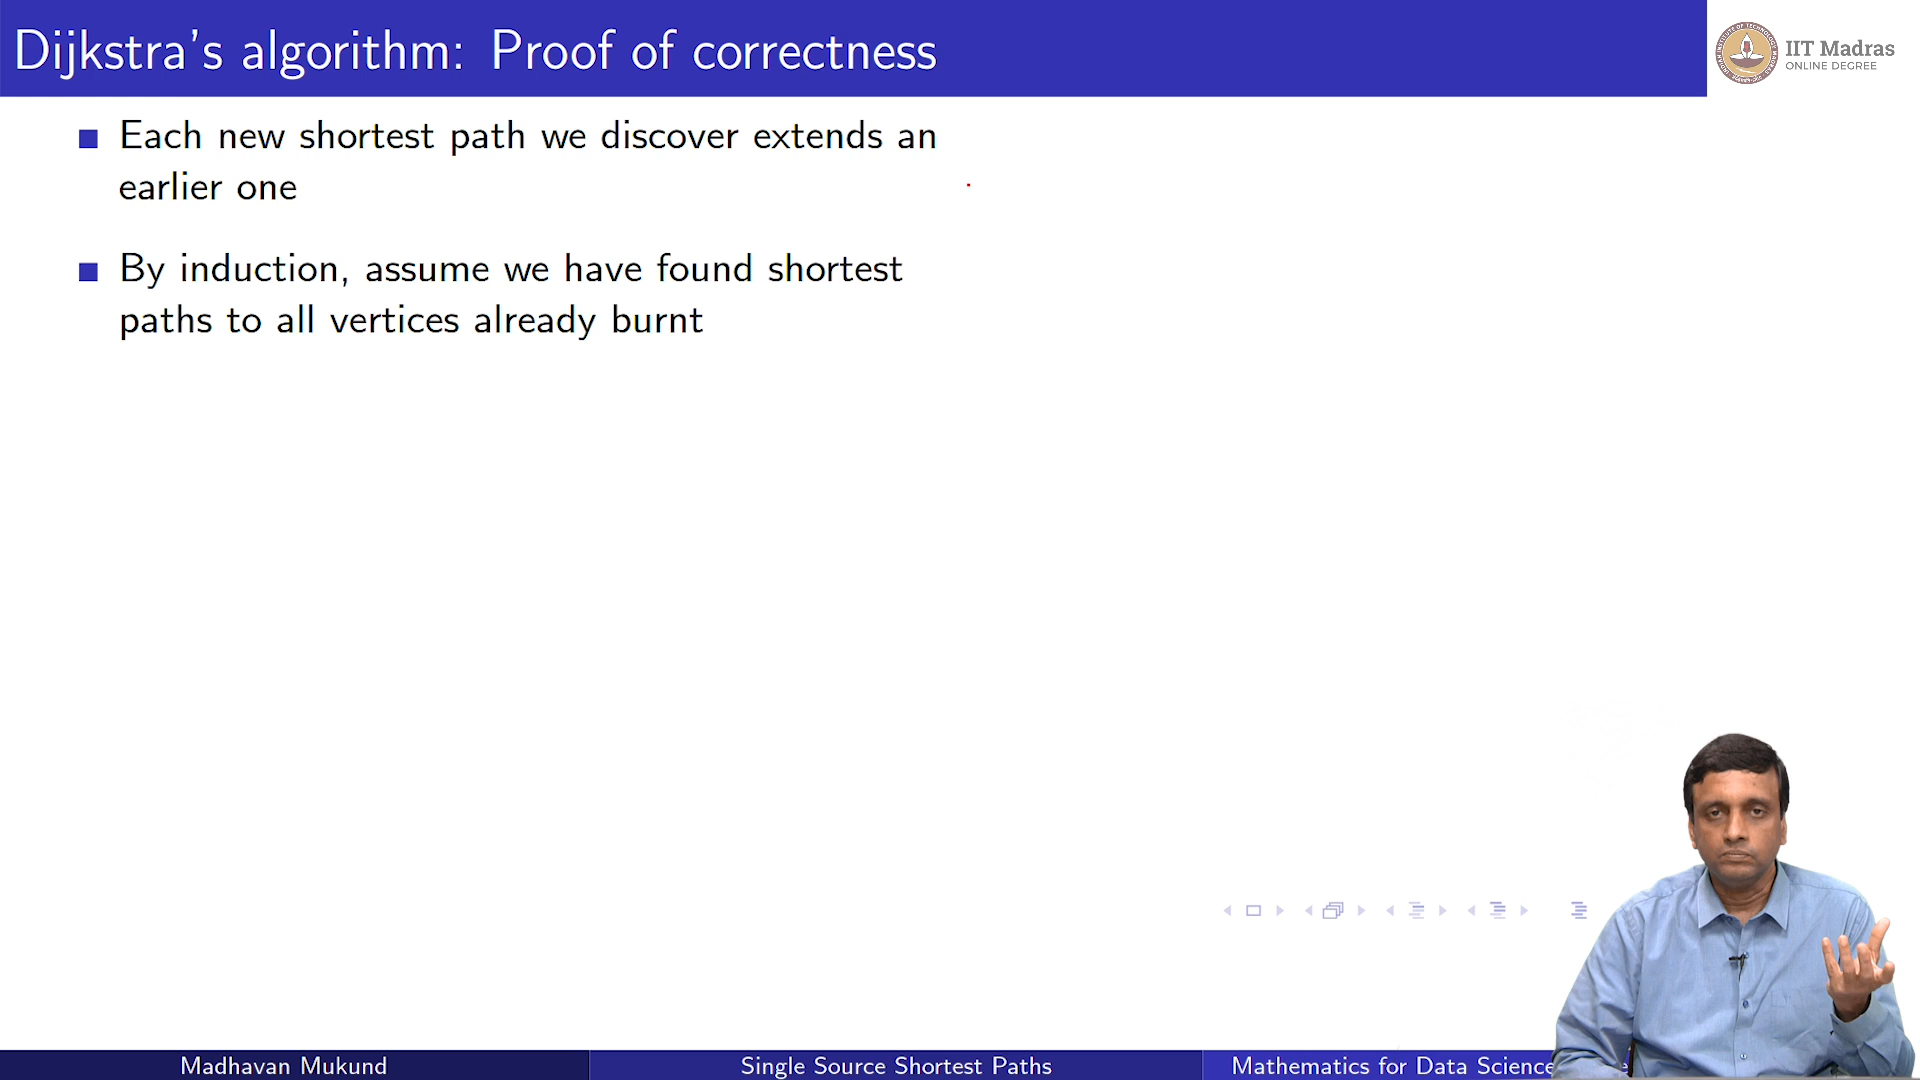 Dijkstra's algorithm: Proof of correctness
IIT Madras
ONLINE DEGREE
Each new shortest path we discover extends an
earlier one
By induction, assume we have found shortest
paths to all vertices already burnt
Madhavan Mukund
Single Source Shortest Paths
Mathematics for Data Science